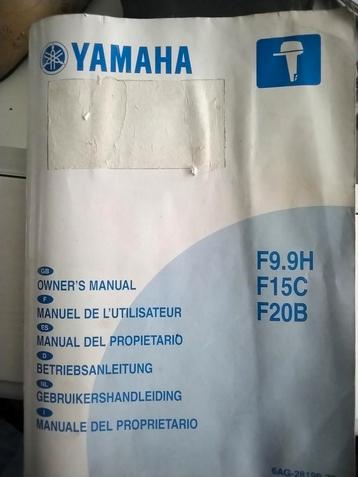 YAMAHA
GB
OWNER'S MANUAL
F
MANUEL DE L'UTILISATEUR
ES
MANUAL DEL PROPIETARIO
D
BETRIEBSANLEITUNG
NL
GEBRUIKERSHANDLEIDING
I
MANUALE DEL PROPRIETARIO
F9.9H
F15C
F20B